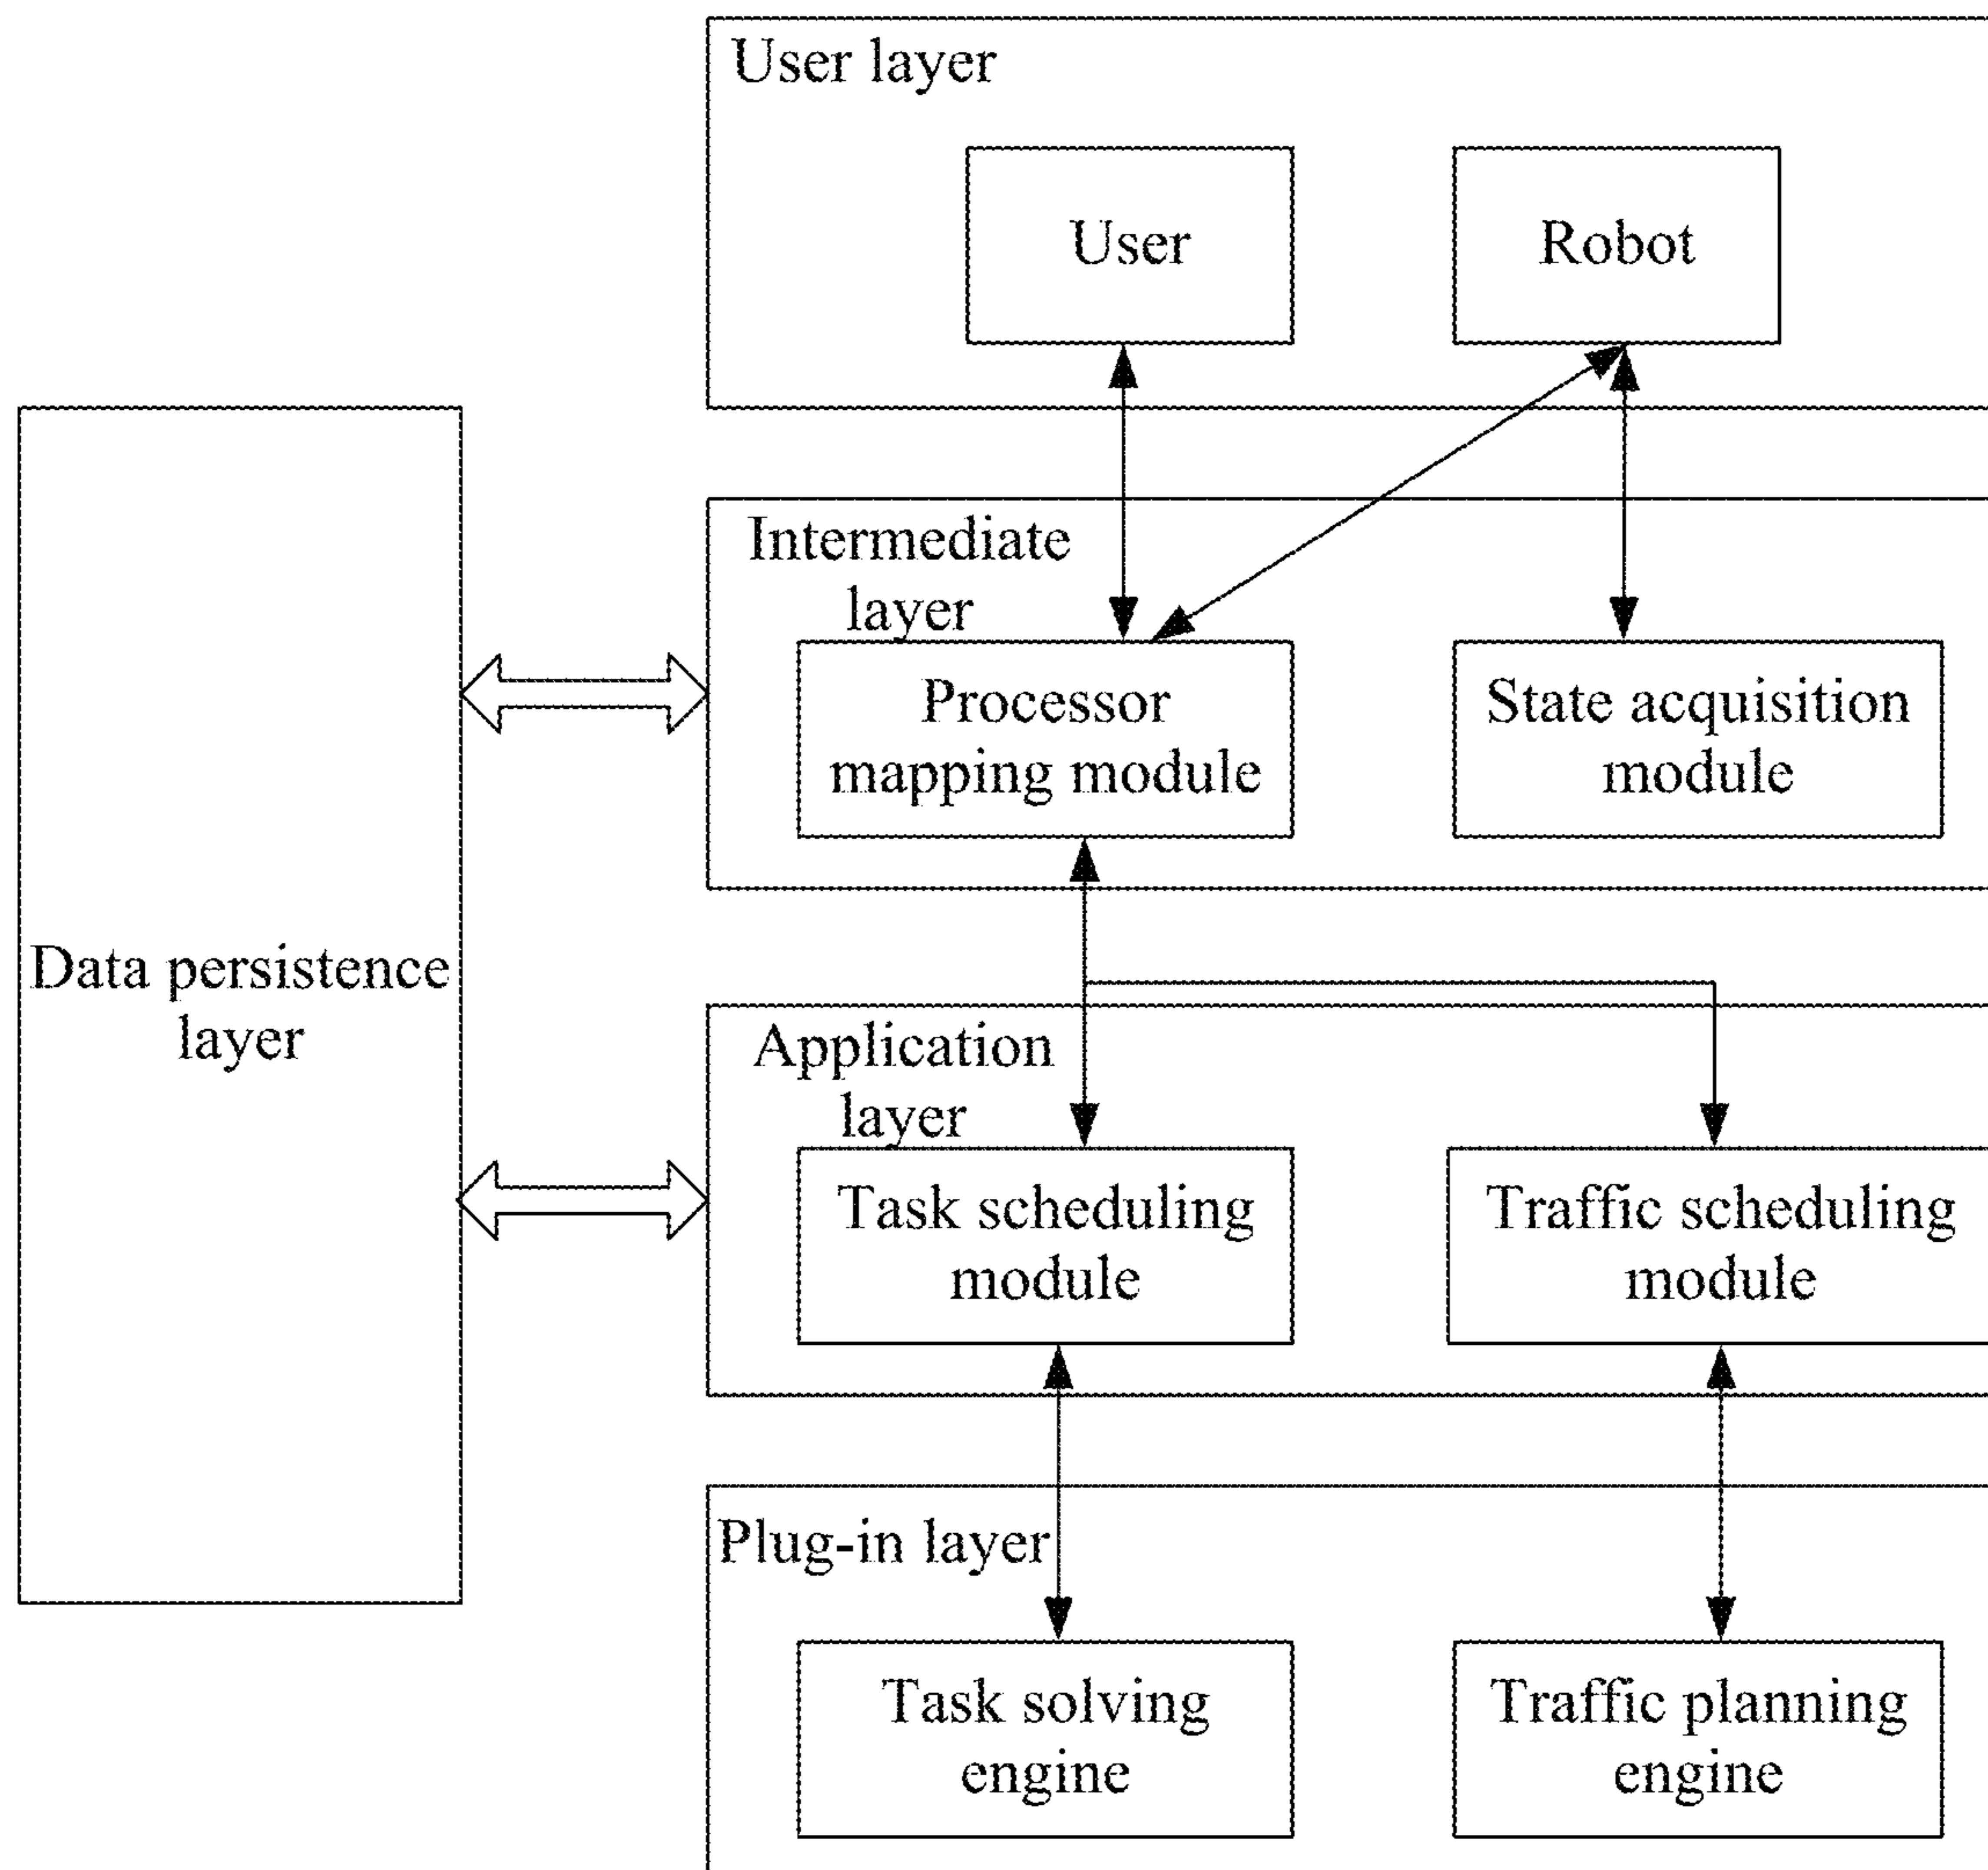 User layer
User
Robot
Intermediate
layer
Processor
mapping module
State acquisition
module
Data persistence
layer
Application
layer
Task scheduling
module
Traffic scheduling
module
Plug-in layer
Task solving
engine
Traffic planning
engine